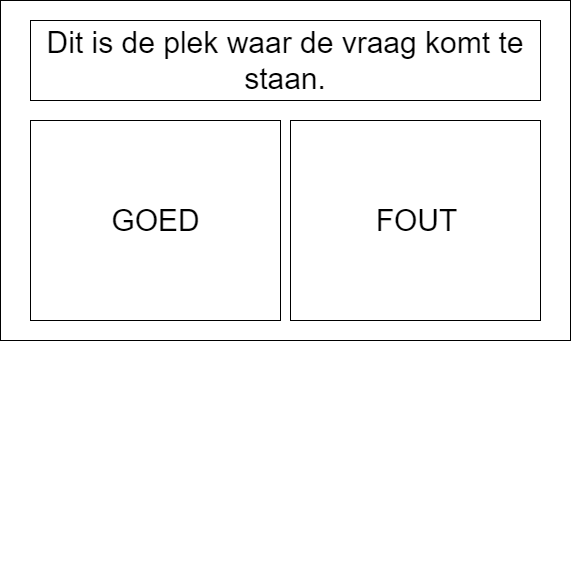 Dit is de plek waar de vraag komt te
staan.
GOED
FOUT